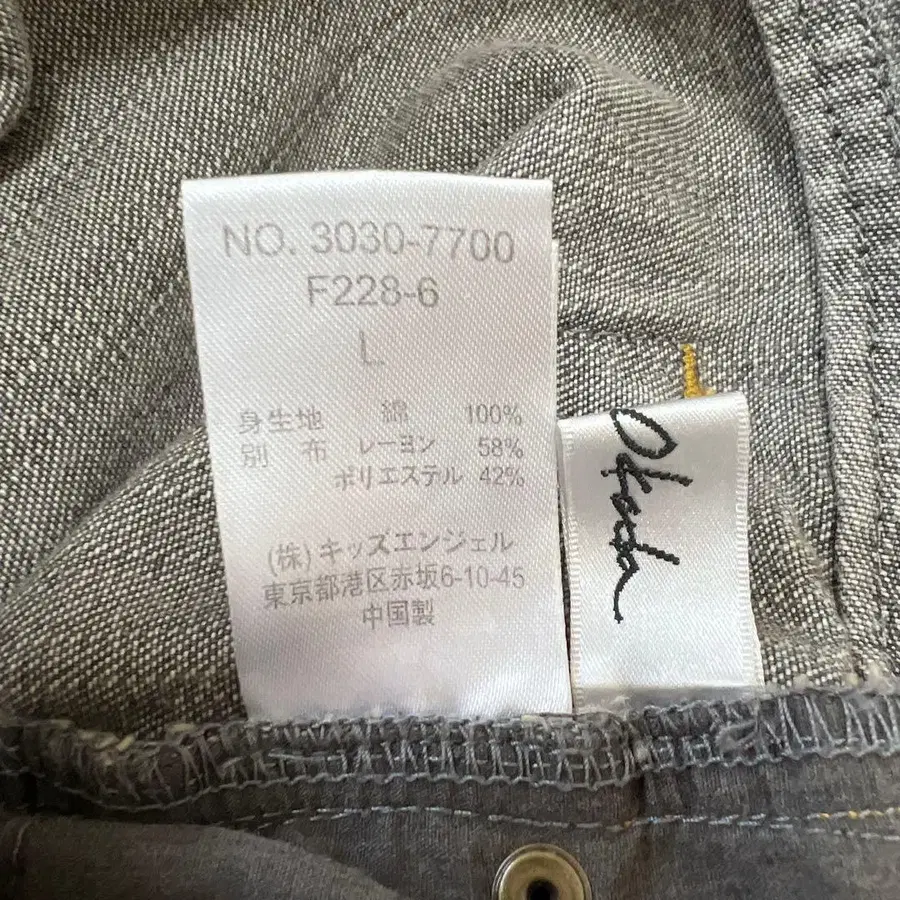 NO. 3030-7700
F228-6
L
身生地 綿 100%
別 布 レーヨン 58%
ポリエステル 42%
(株)キッズエンジェル
東京都港区赤坂6-10-45
中国製
Okada